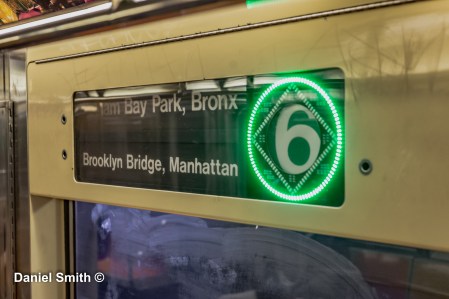 Bay Park, Bronx
Brooklyn Bridge, Manhattan
6
Daniel Smith ©